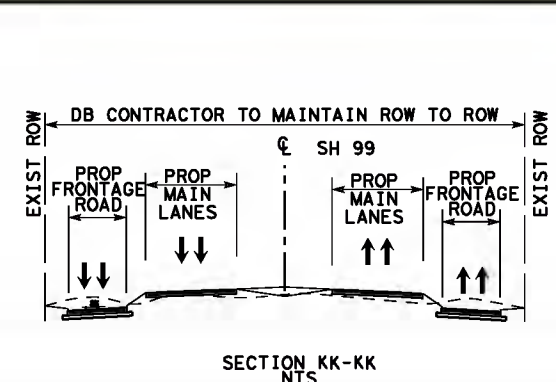 DB CONTRACTOR TO MAINTAIN ROW TO ROW
EXIST ROW
EXIST ROW
℄ SH 99
PROP
FRONTAGE
ROAD
PROP
MAIN
LANES
PROP
MAIN
LANES
PROP
FRONTAGE
ROAD
SECTION KK-KK
NTS